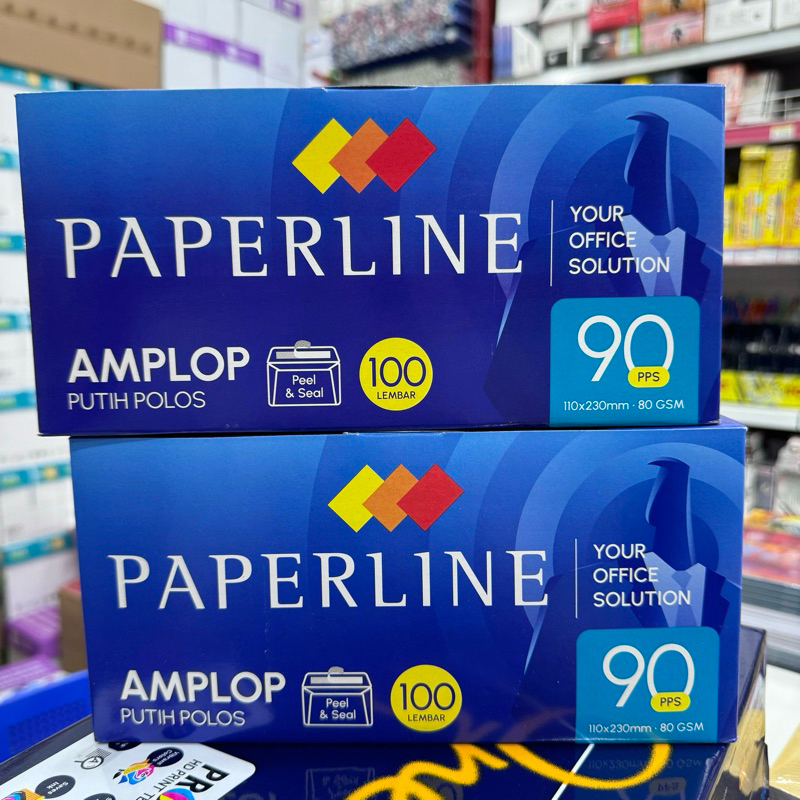 PAPERLINE
YOUR
OFFICE
SOLUTION
AMPLOP
PUTIH POLOS
Peel
& Seal
100
LEMBAR
90
PPS
110x230mm · 80 GSM
PAPERLINE
YOUR
OFFICE
SOLUTION
AMPLOP
PUTIH POLOS
Peel
& Seal
100
LEMBAR
90
PPS
110x230mm · 80 GSM